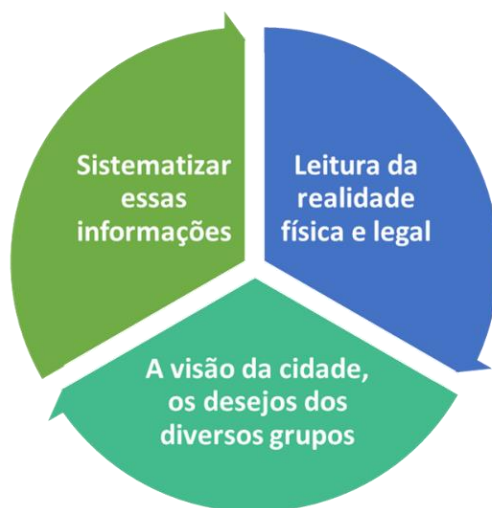 Sistematizar
essas
informações
Leitura da
realidade
física e legal
A visão da cidade,
os desejos dos
diversos grupos